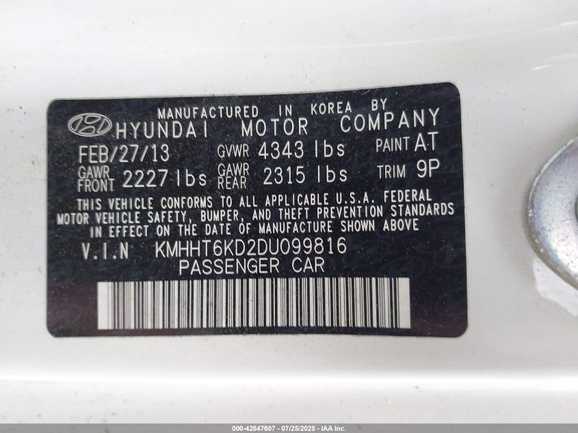 MANUFACTURED IN KOREA BY
HYUNDAI MOTOR COMPANY
FEB/27/13 GVWR 4343 lbs PAINT AT
GAWR FRONT 2227 lbs GAWR REAR 2315 lbs TRIM 9P
THIS VEHICLE CONFORMS TO ALL APPLICABLE U.S.A. FEDERAL
MOTOR VEHICLE SAFETY, BUMPER, AND THEFT PREVENTION STANDARDS
IN EFFECT ON THE DATE OF MANUFACTURE SHOWN ABOVE
V.I.N KMHHT6KD2DU099816
PASSENGER CAR
000-42847607 - 07/25/2025 - IAA Inc.